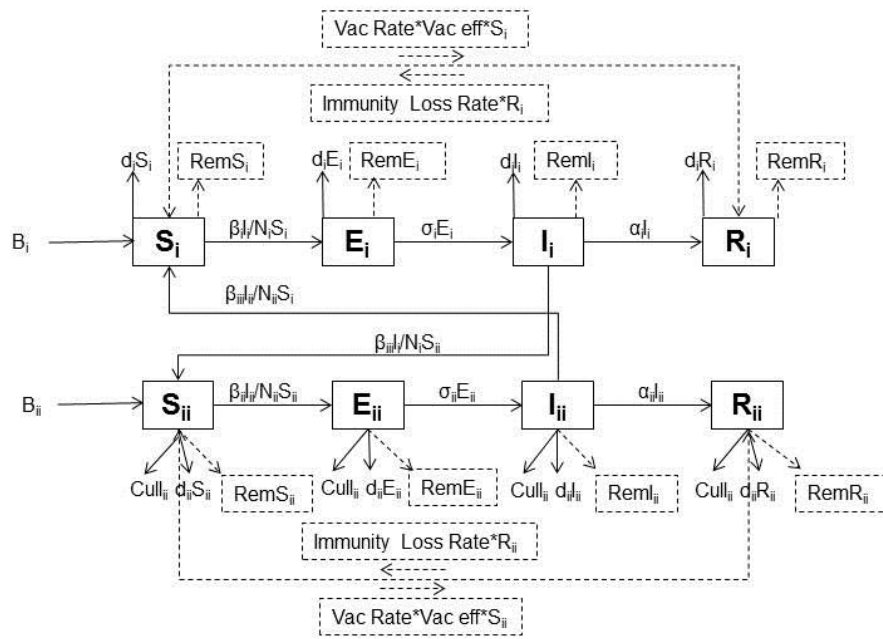 Vac Rate*Vac eff*Sᵢ
Immunity Loss Rate*Rᵢ
dᵢSᵢ RemSᵢ dᵢEᵢ RemEᵢ dᵢIᵢ RemIᵢ dᵢRᵢ RemRᵢ
Bᵢ Sᵢ βᵢIᵢ/NᵢSᵢ Eᵢ σᵢEᵢ Iᵢ αᵢIᵢ Rᵢ
βᵢᵢᵢIᵢᵢ/NᵢᵢSᵢ
βᵢᵢᵢIᵢ/NᵢSᵢᵢ
Bᵢᵢ Sᵢᵢ βᵢᵢIᵢᵢ/NᵢᵢSᵢᵢ Eᵢᵢ σᵢᵢEᵢᵢ Iᵢᵢ αᵢᵢIᵢᵢ Rᵢᵢ
Cullᵢᵢ dᵢᵢSᵢᵢ RemSᵢᵢ Cullᵢᵢ dᵢᵢEᵢᵢ RemEᵢᵢ Cullᵢᵢ dᵢᵢIᵢᵢ RemIᵢᵢ Cullᵢᵢ dᵢᵢRᵢᵢ RemRᵢᵢ
Immunity Loss Rate*Rᵢᵢ
Vac Rate*Vac eff*Sᵢᵢ